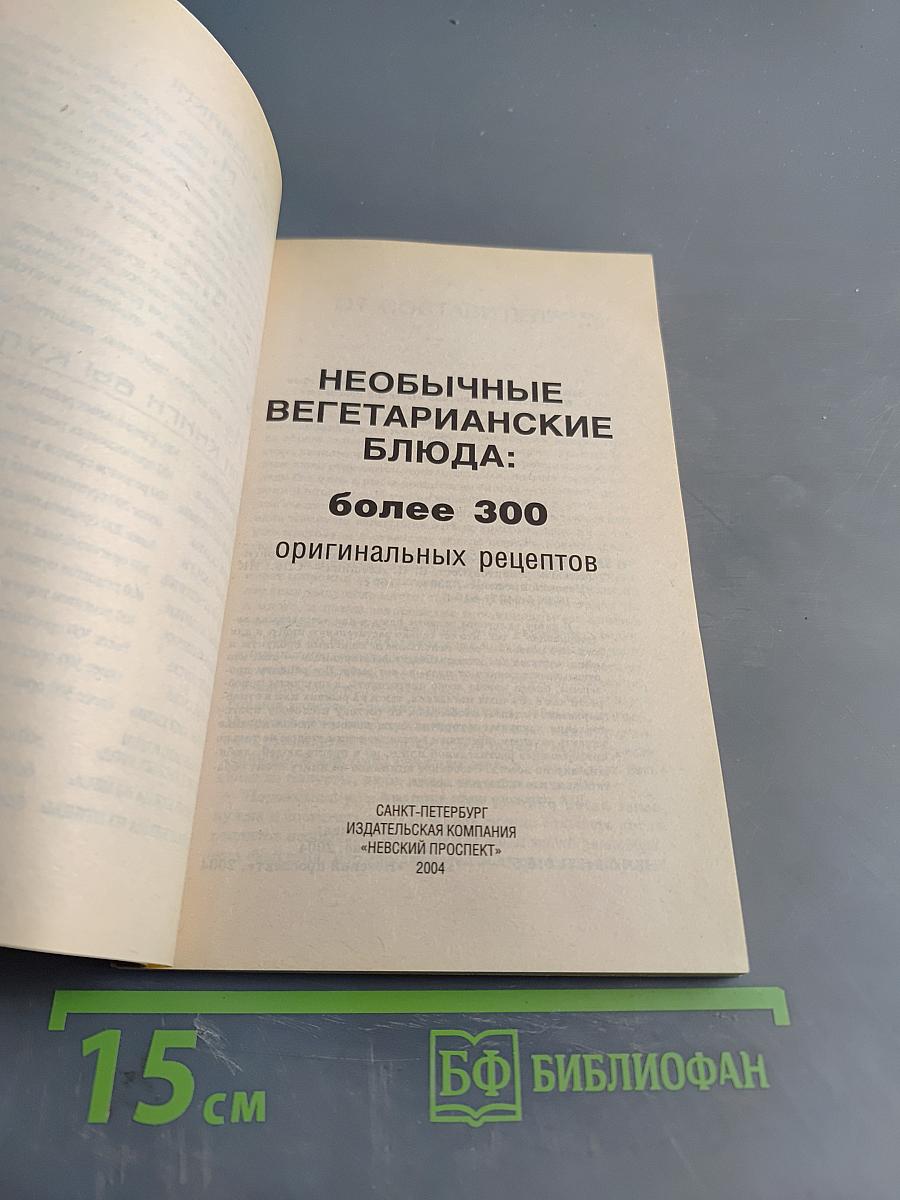 НЕОБЫЧНЫЕ
ВЕГЕТАРИАНСКИЕ
БЛЮДА:
более 300
оригинальных рецептов
САНКТ-ПЕТЕРБУРГ
ИЗДАТЕЛЬСКАЯ КОМПАНИЯ
«НЕВСКИЙ ПРОСПЕКТ»
2004
15 см
БФ БИБЛИОФАН